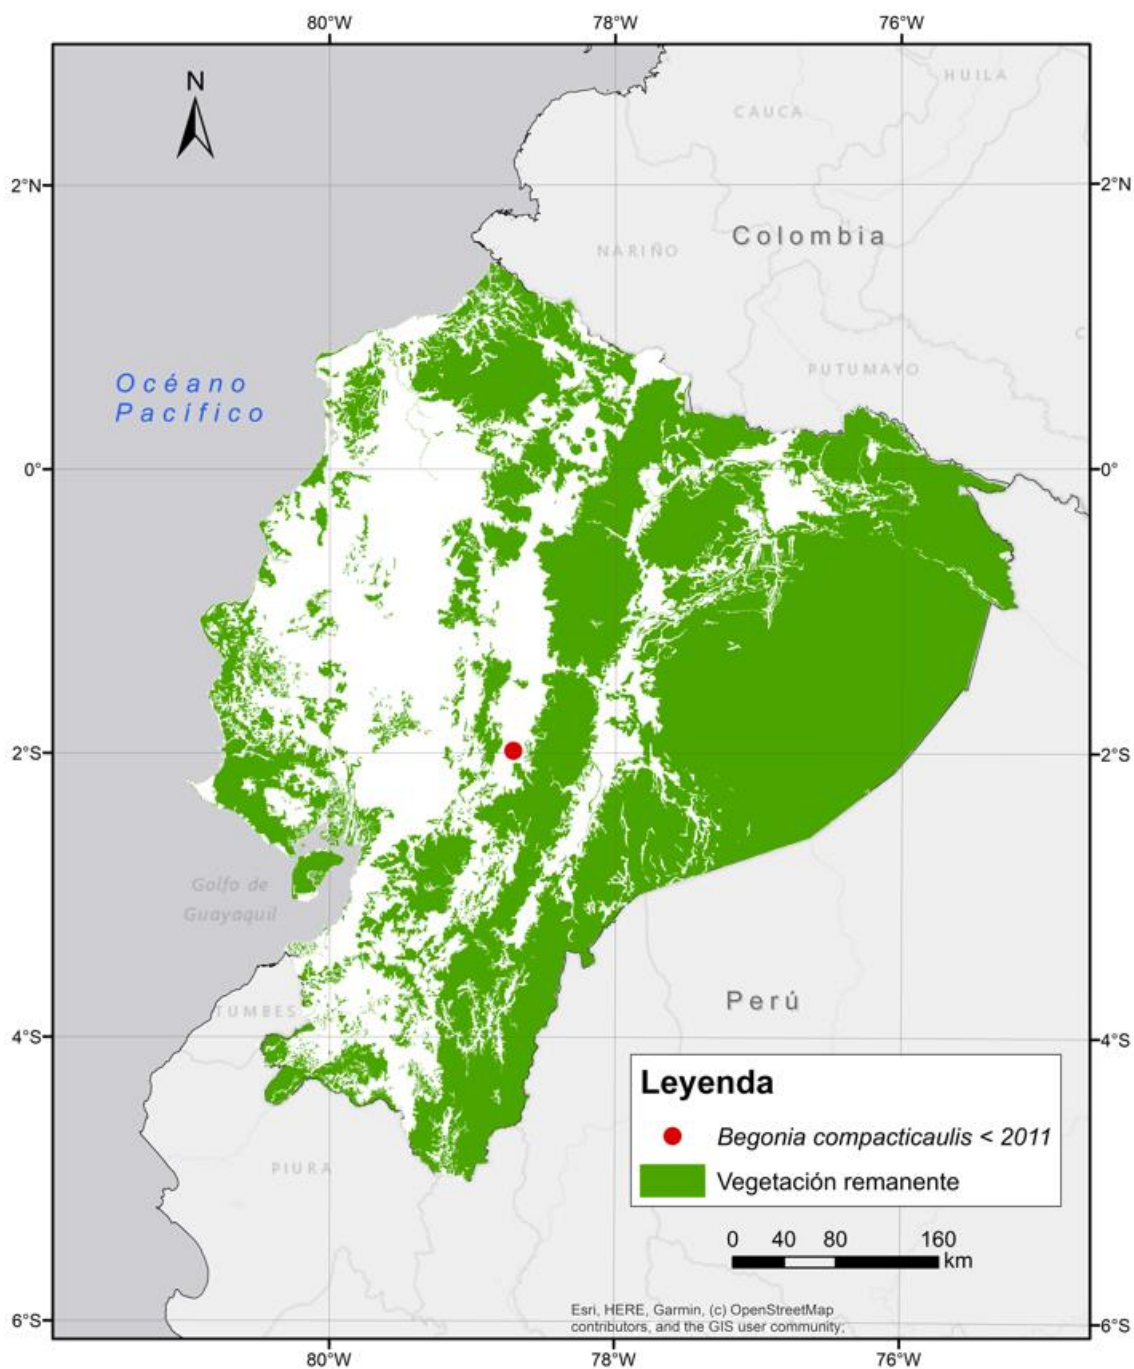 80°W 78°W 76°W
N
HUILA
CAUCA
2°N 2°N
Colombia
NARIÑO
PUTUMAYO
C
Océano
Pacífico
0° 0°
2°S 2°S
Golfo de
Guayaquil
Perú
TUMBES
4°S 4°S
Leyenda
Begonia compacticaulis < 2011
Vegetación remanente
PIURA
0 40 80 160
km
Esri, HERE, Garmin, (c) OpenStreetMap
contributors, and the GIS user community;
6°S 6°S
80°W 78°W 76°W